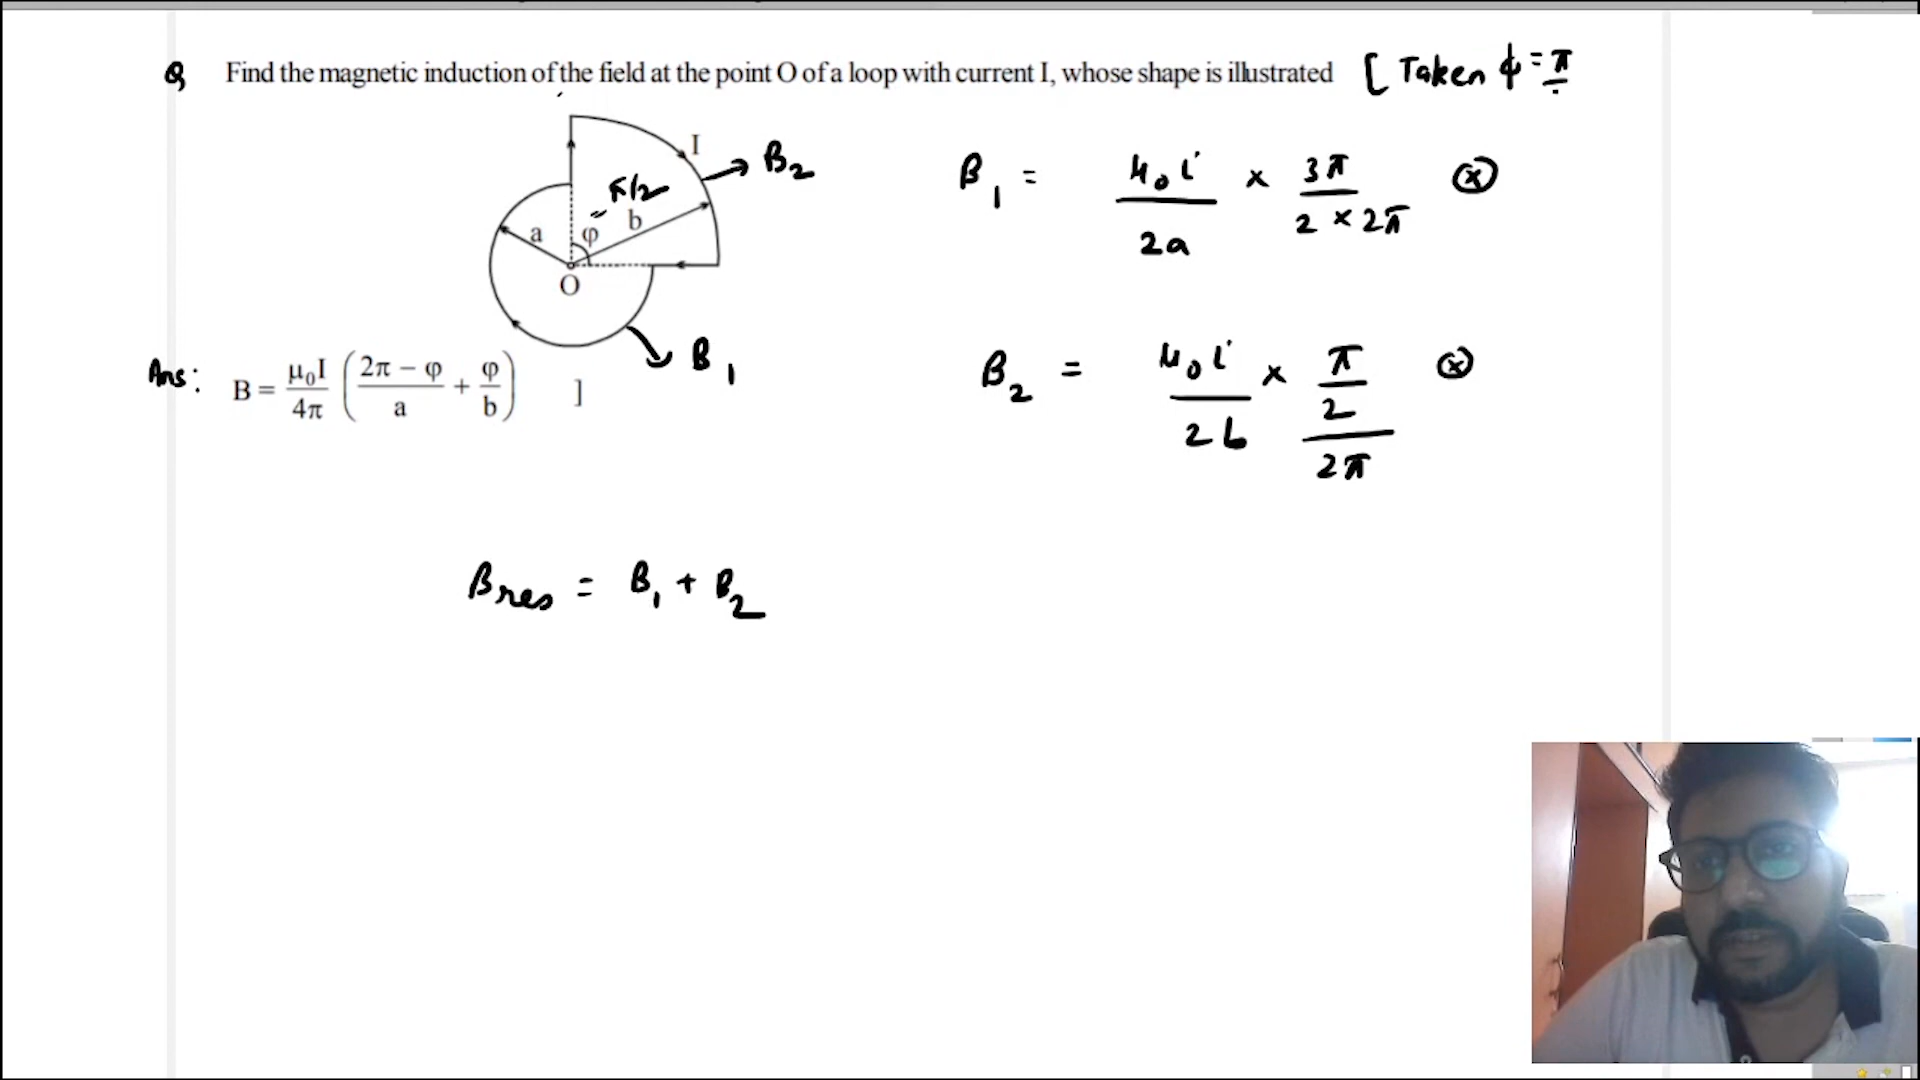 Q Find the magnetic induction of the field at the point O of a loop with current I, whose shape is illustrated [ Taken φ = π/2
I
B₂
π/2
a φ b
O
B₁
Ans: B = μ₀I/4π ( (2π − φ)/a + φ/b ) ]
B₁ = μ₀i/2a × 3π/(2 × 2π) ⊗
B₂ = μ₀i/2b × (π/2)/2π ⊗
Bres = B₁ + B₂